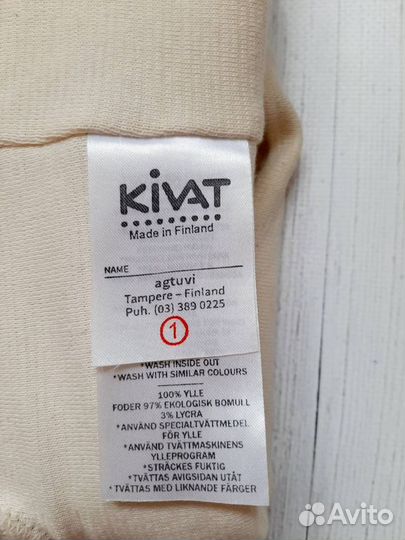 KIVAT
Made in Finland
NAME
agtuvi
Tampere – Finland
Puh. (03) 389 0225
1
*WASH INSIDE OUT
*WASH WITH SIMILAR COLOURS
100% YLLE
FODER 97% EKOLOGISK BOMULL
3% LYCRA
*ANVÄND SPECIALTVÄTTMEDEL
FÖR YLLE
*ANVÄND TVÄTTMASKINENS
YLLEPROGRAM
*STRÄCKES FUKTIG
*TVÄTTAS AVIGSIDAN UTÅT
*TVÄTTAS MED LIKNANDE FÄRGER
Avito